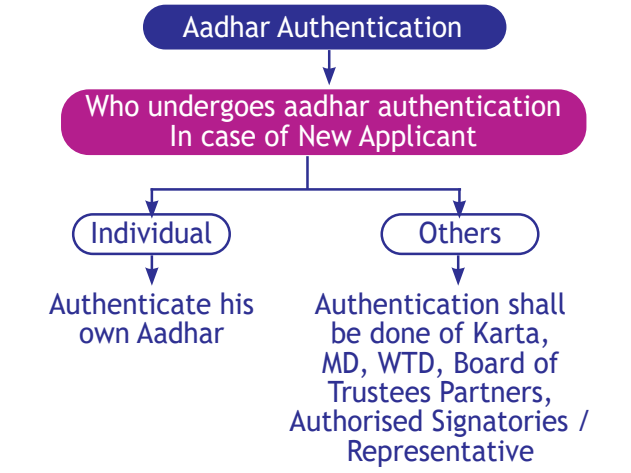 Aadhar Authentication
Who undergoes aadhar authentication
In case of New Applicant
Individual
Others
Authenticate his
own Aadhar
Authentication shall
be done of Karta,
MD, WTD, Board of
Trustees Partners,
Authorised Signatories /
Representative